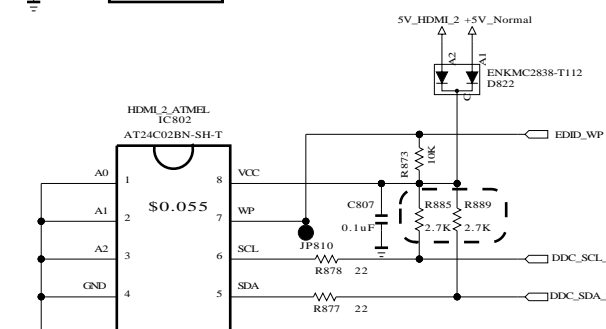 5V_HDMI_2 +5V_Normal
A2
A1
ENKMC2838-T112
D822
C
HDMI_2_ATMEL
IC802
AT24C02BN-SH-T
EDID_WP
R873
10K
A0
1
8
VCC
C807
0.1uF
R885
R889
2.7K
2.7K
$0.055
A1
2
7
WP
JP810
A2
3
6
SCL
R878
22
DDC_SCL_
GND
4
5
SDA
R877
22
DDC_SDA_